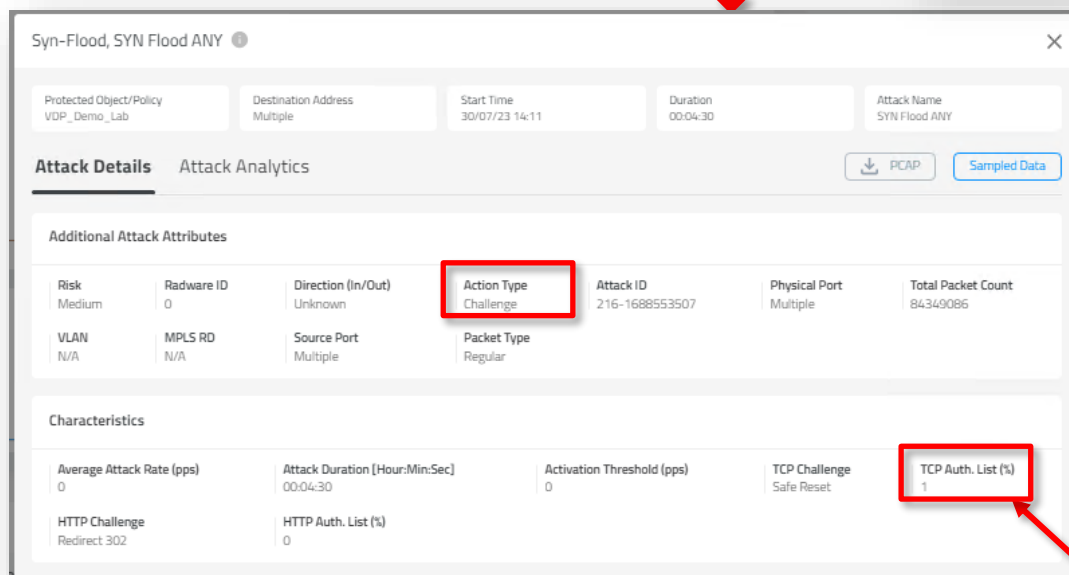 Syn-Flood, SYN Flood ANY
Protected Object/Policy Destination Address Start Time Duration Attack Name
VDP_Demo_Lab Multiple 30/07/23 14:11 00:04:30 SYN Flood ANY
Attack Details Attack Analytics PCAP Sampled Data
Additional Attack Attributes
Risk Radware ID Direction (In/Out) Action Type Attack ID Physical Port Total Packet Count
Medium 0 Unknown Challenge 216-1688553507 Multiple 84349086
VLAN MPLS RD Source Port Packet Type
N/A N/A Multiple Regular
Characteristics
Average Attack Rate (pps) Attack Duration [Hour:Min:Sec] Activation Threshold (pps) TCP Challenge TCP Auth. List (%)
0 00:04:30 0 Safe Reset 1
HTTP Challenge HTTP Auth. List (%)
Redirect 302 0